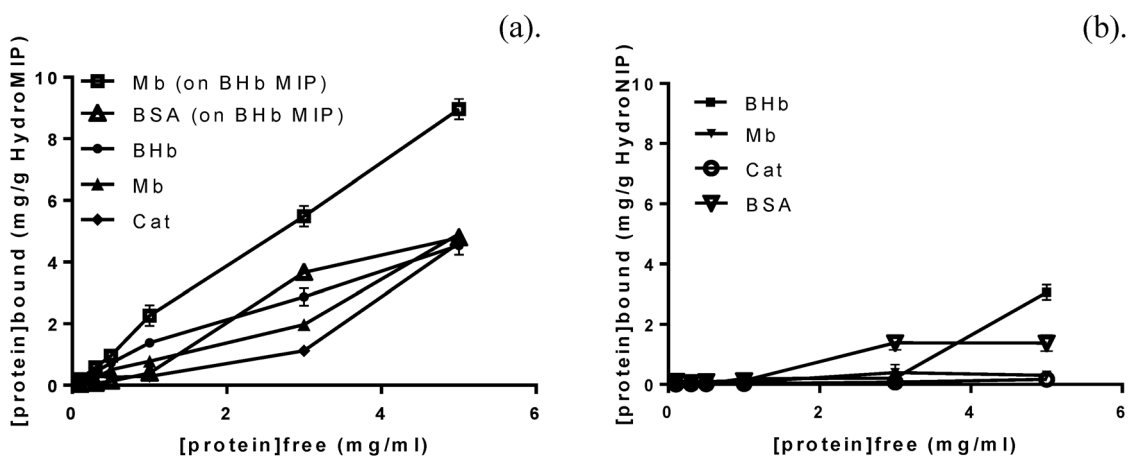 (a).
[protein]bound (mg/g HydroMIP)
10
8
6
4
2
0
Mb (on BHb MIP)
BSA (on BHb MIP)
BHb
Mb
Cat
0
2
4
6
[protein]free (mg/ml)
(b).
[protein]bound (mg/g HydroNIP)
10
8
6
4
2
0
BHb
Mb
Cat
BSA
2
4
6
[protein]free (mg/ml)